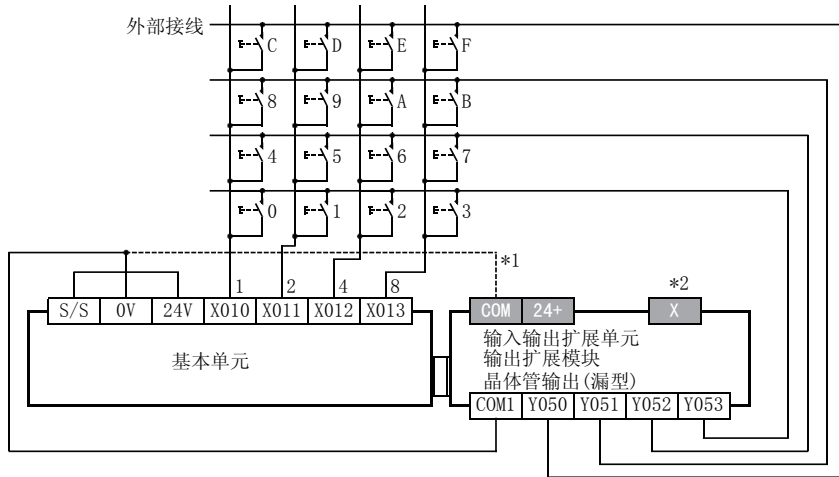 外部接线
C D E F
8 9 A B
4 5 6 7
0 1 2 3
*1
1 2 4 8
*2
S/S 0V 24V X010 X011 X012 X013
COM 24+ X
基本单元
输入输出扩展单元
输出扩展模块
晶体管输出(漏型)
COM1 Y050 Y051 Y052 Y053